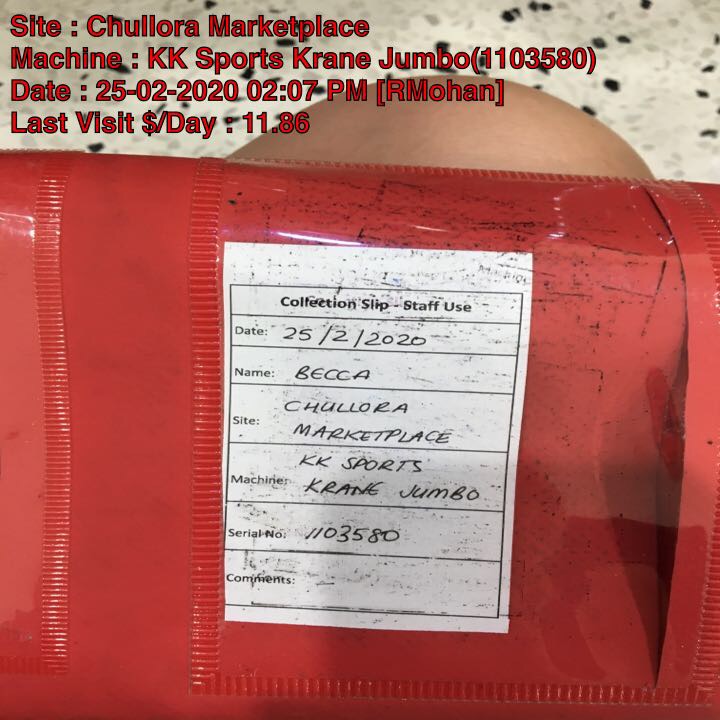 Site : Chullora Marketplace
Machine : KK Sports Krane Jumbo(1103580)
Date : 25-02-2020 02:07 PM [RMohan]
Last Visit $/Day : 11.86
Collection Slip - Staff Use
Date: 25/2/2020
Name: BECCA
Site: CHULLORA
MARKETPLACE
Machine: KK SPORTS
KRANE JUMBO
Serial No: 1103580
Comments: